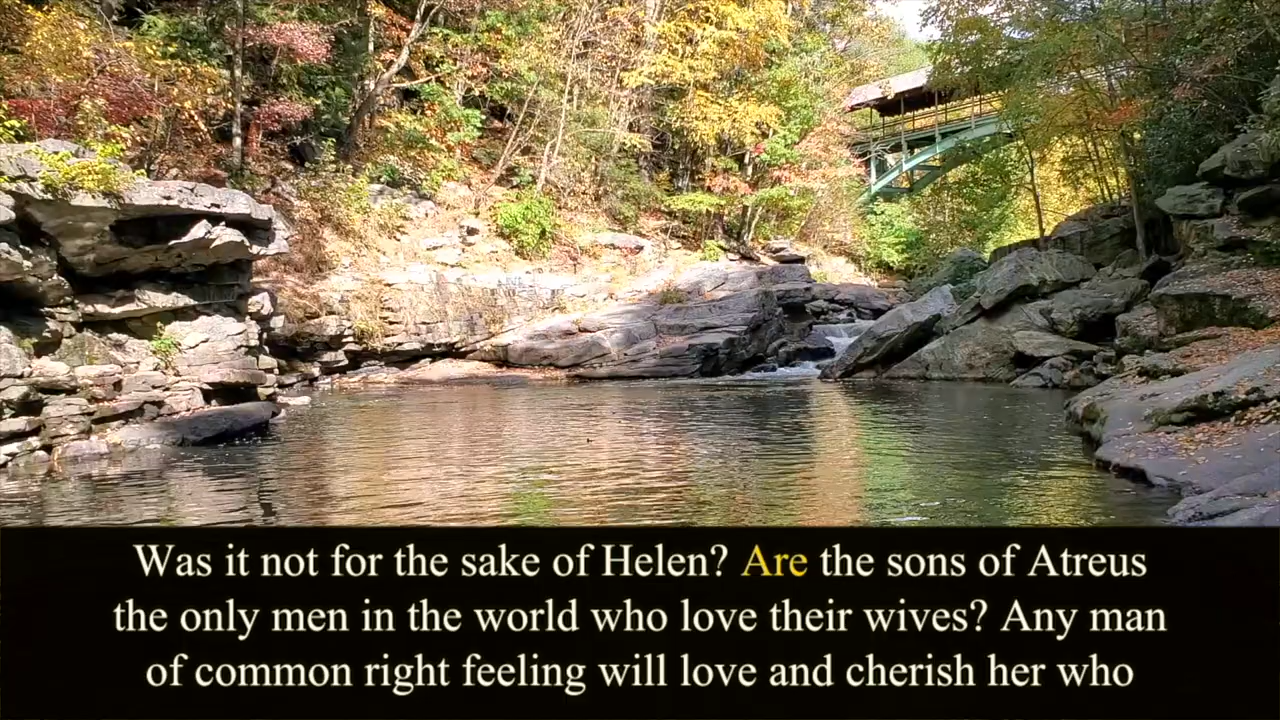 Was it not for the sake of Helen? Are the sons of Atreus
the only men in the world who love their wives? Any man
of common right feeling will love and cherish her who